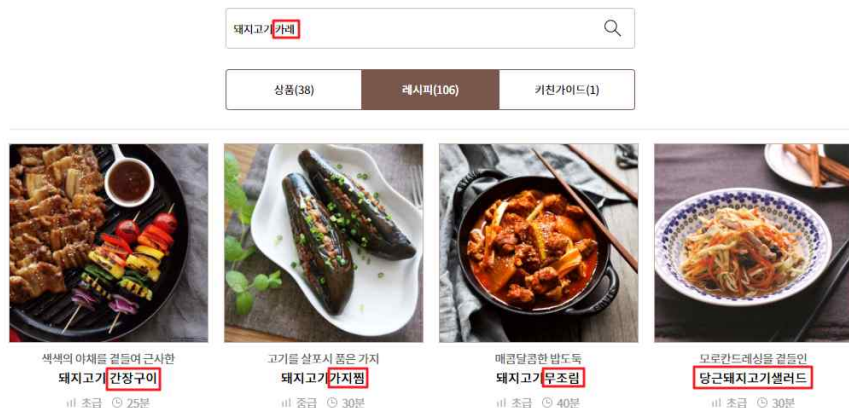 돼지고기카레
상품(38) 레시피(106) 키친가이드(1)
색색의 야채를 곁들여 근사한
돼지고기 간장구이
초급 25분
고기를 살포시 품은 가지
돼지고기가지찜
중급 30분
매콤달콤한 밥도둑
돼지고기무조림
초급 40분
모로칸드레싱을 곁들인
당근돼지고기샐러드
초급 30분